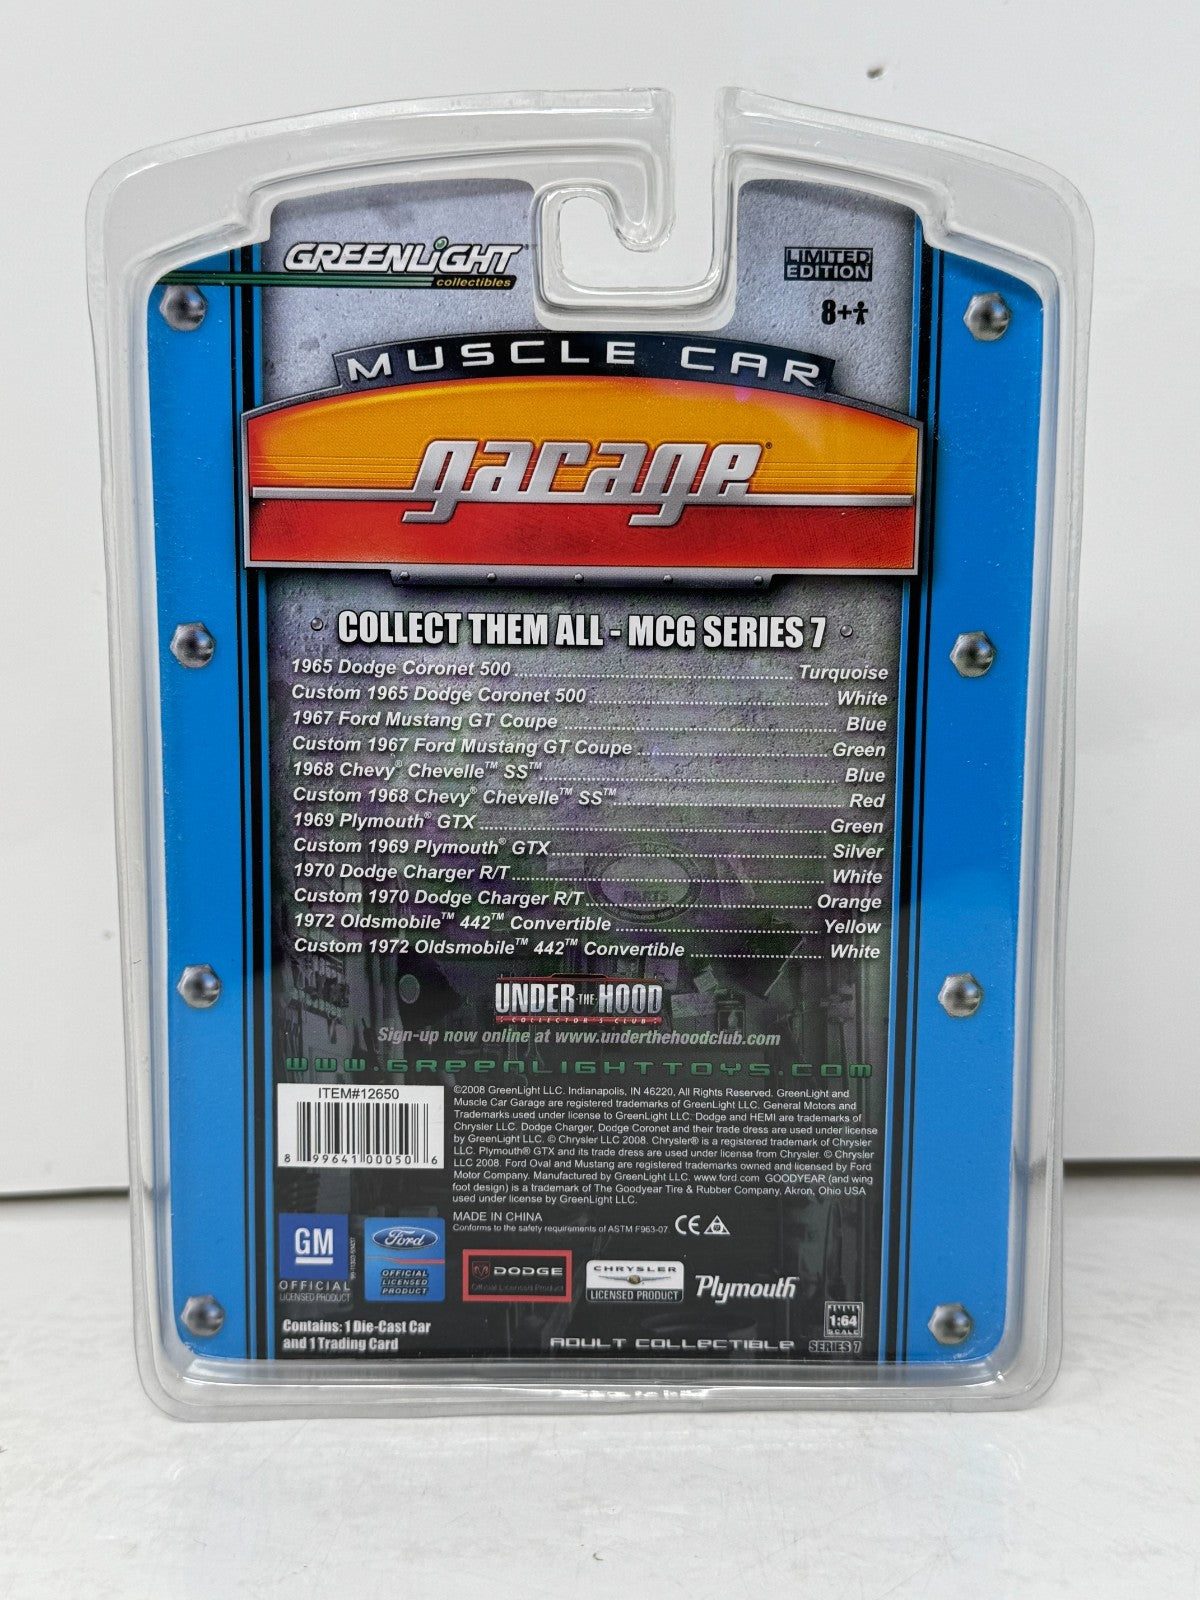 GREENLIGHT™
collectibles
LIMITED
EDITION
8+
MUSCLE CAR
garage®
COLLECT THEM ALL - MCG SERIES 7
1965 Dodge Coronet 500 Turquoise
Custom 1965 Dodge Coronet 500 White
1967 Ford Mustang GT Coupe Blue
Custom 1967 Ford Mustang GT Coupe Green
1968 Chevy® Chevelle™ SS™ Blue
Custom 1968 Chevy® Chevelle™ SS™ Red
1969 Plymouth® GTX Green
Custom 1969 Plymouth® GTX Silver
1970 Dodge Charger R/T White
Custom 1970 Dodge Charger R/T Orange
1972 Oldsmobile™ 442™ Convertible Yellow
Custom 1972 Oldsmobile™ 442™ Convertible White
UNDER THE HOOD
COLLECTOR'S CLUB
Sign-up now online at www.underthehoodclub.com
www.GREENLIGHTTOYS.com
ITEM#12650
8 99641 00050 6
©2008 GreenLight LLC. Indianapolis, IN 46220, All Rights Reserved. GreenLight and
Muscle Car Garage are registered trademarks of GreenLight LLC. General Motors and
Trademarks used under license to GreenLight LLC. Dodge and HEMI are trademarks of
Chrysler LLC. Dodge Charger, Dodge Coronet and their trade dress are used under license
by GreenLight LLC. © Chrysler LLC 2008. Chrysler® is a registered trademark of Chrysler
LLC. Plymouth® GTX and its trade dress are used under license from Chrysler. © Chrysler
LLC 2008. Ford Oval and Mustang are registered trademarks owned and licensed by Ford
Motor Company. Manufactured by GreenLight LLC. www.ford.com GOODYEAR (and wing
foot design) is a trademark of The Goodyear Tire & Rubber Company, Akron, Ohio USA
used under license by GreenLight LLC.
MADE IN CHINA
Conforms to the safety requirements of ASTM F963-07.
CE
GM
OFFICIAL
LICENSED PRODUCT
Ford
OFFICIAL
LICENSED
PRODUCT
DODGE
Official Licensed Product
CHRYSLER
LICENSED PRODUCT
Plymouth
Contains: 1 Die-Cast Car
and 1 Trading Card
ADULT COLLECTIBLE
1:64
SCALE
SERIES 7